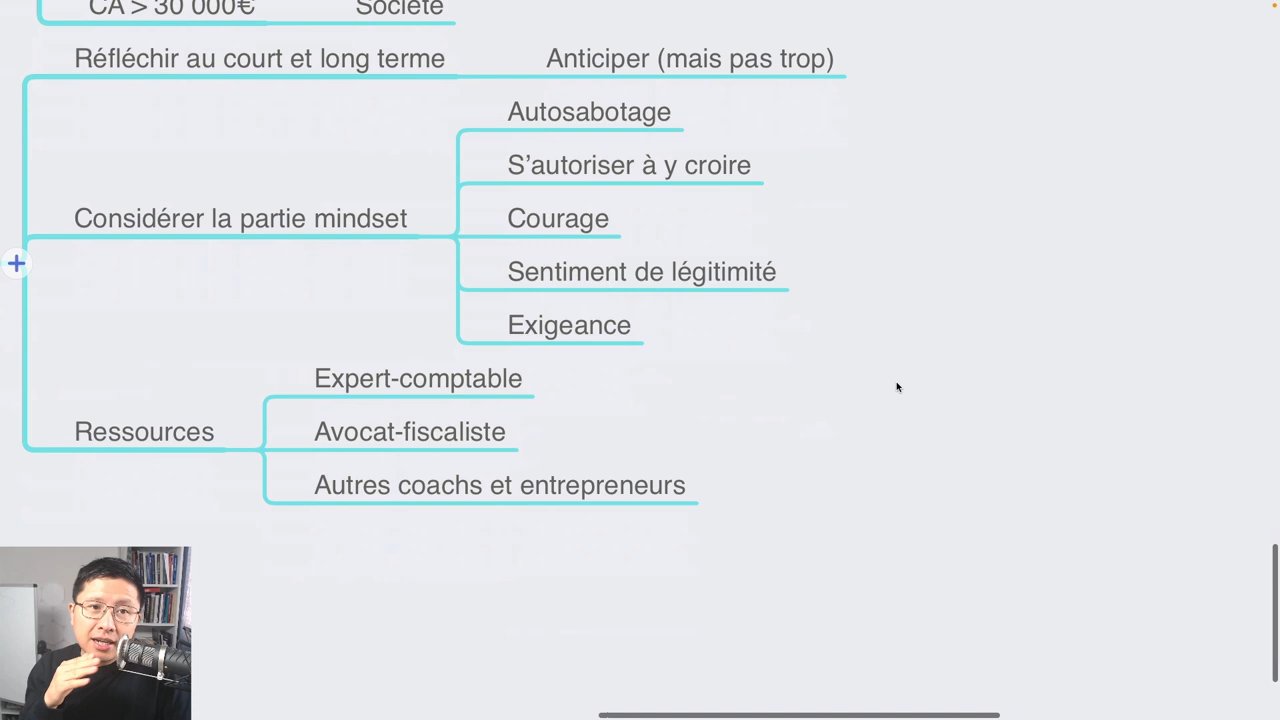 CA > 30 000€ Société
Réfléchir au court et long terme Anticiper (mais pas trop)
Autosabotage
S’autoriser à y croire
Considérer la partie mindset Courage
Sentiment de légitimité
Exigeance
Expert-comptable
Ressources Avocat-fiscaliste
Autres coachs et entrepreneurs